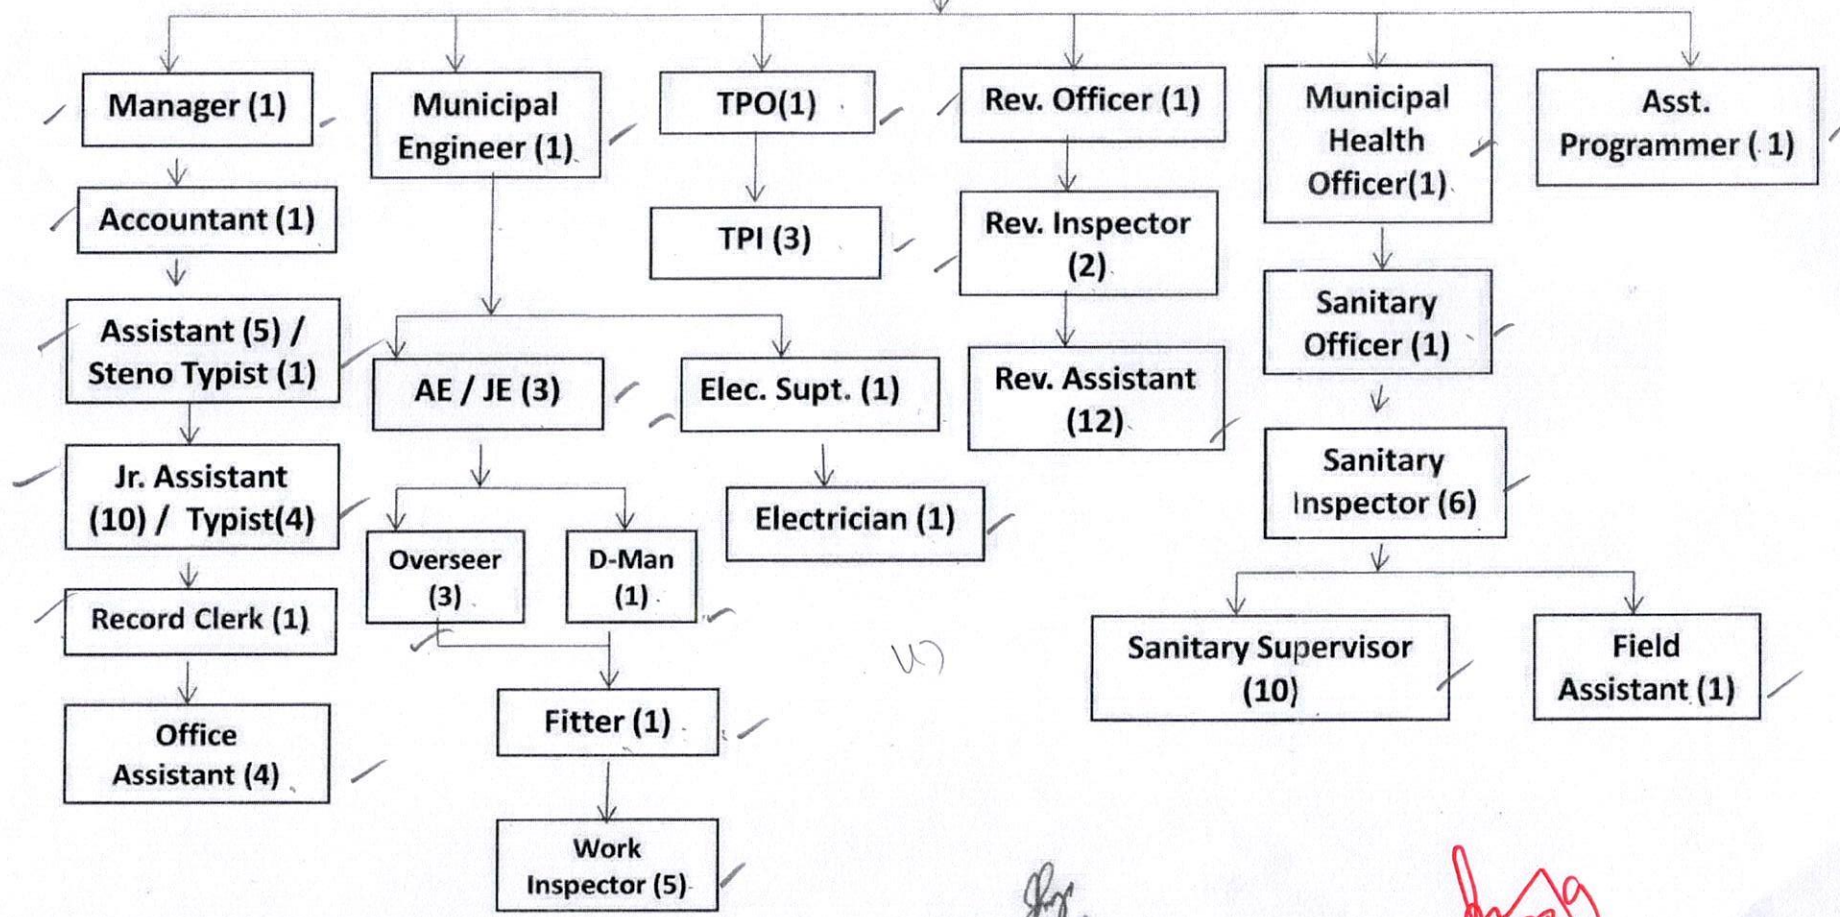 Manager (1)
Accountant (1)
Assistant (5) /
Steno Typist (1)
Jr. Assistant
(10) / Typist(4)
Record Clerk (1)
Office
Assistant (4)
Municipal
Engineer (1)
AE / JE (3)
Overseer
(3)
D-Man
(1)
Fitter (1)
Work
Inspector (5)
Elec. Supt. (1)
Electrician (1)
TPO(1)
TPI (3)
Rev. Officer (1)
Rev. Inspector
(2)
Rev. Assistant
(12)
Municipal
Health
Officer(1)
Sanitary
Officer (1)
Sanitary
Inspector (6)
Sanitary Supervisor
(10)
Field
Assistant (1)
Asst.
Programmer ( 1)